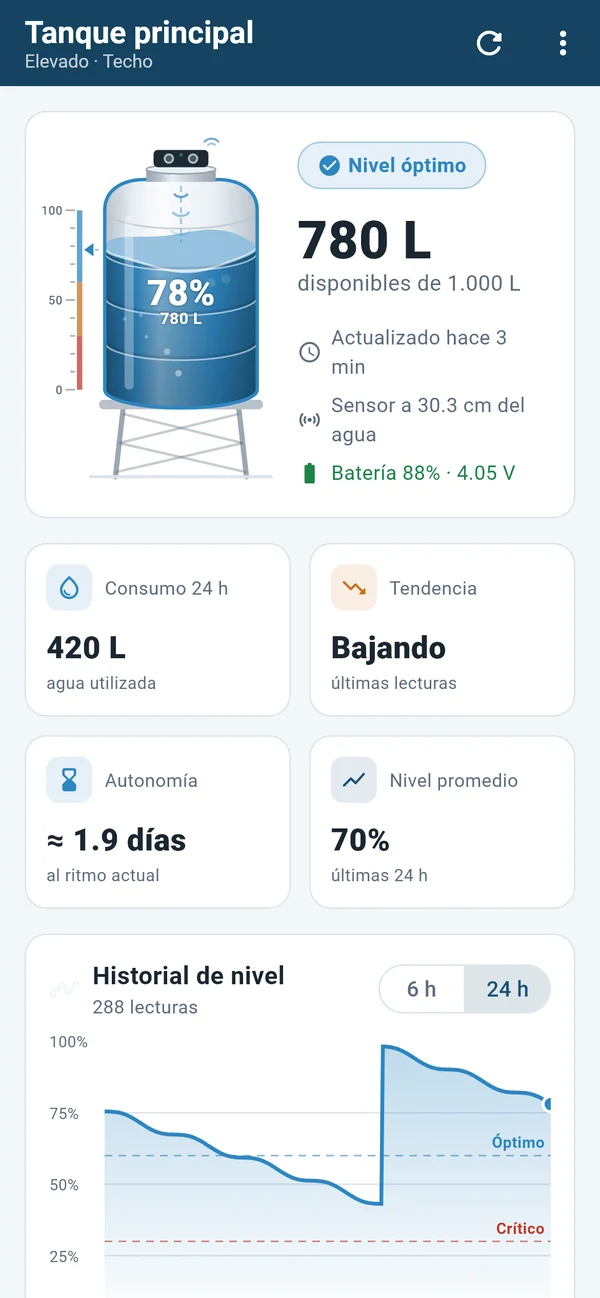 Tanque principal
Elevado · Techo
Nivel óptimo
780 L
disponibles de 1.000 L
Actualizado hace 3
min
Sensor a 30.3 cm del
agua
Batería 88% · 4.05 V
100
50
0
78%
780 L
Consumo 24 h
420 L
agua utilizada
Tendencia
Bajando
últimas lecturas
Autonomía
≈ 1.9 días
al ritmo actual
Nivel promedio
70%
últimas 24 h
Historial de nivel
288 lecturas
6 h
24 h
100%
75%
Óptimo
50%
Crítico
25%